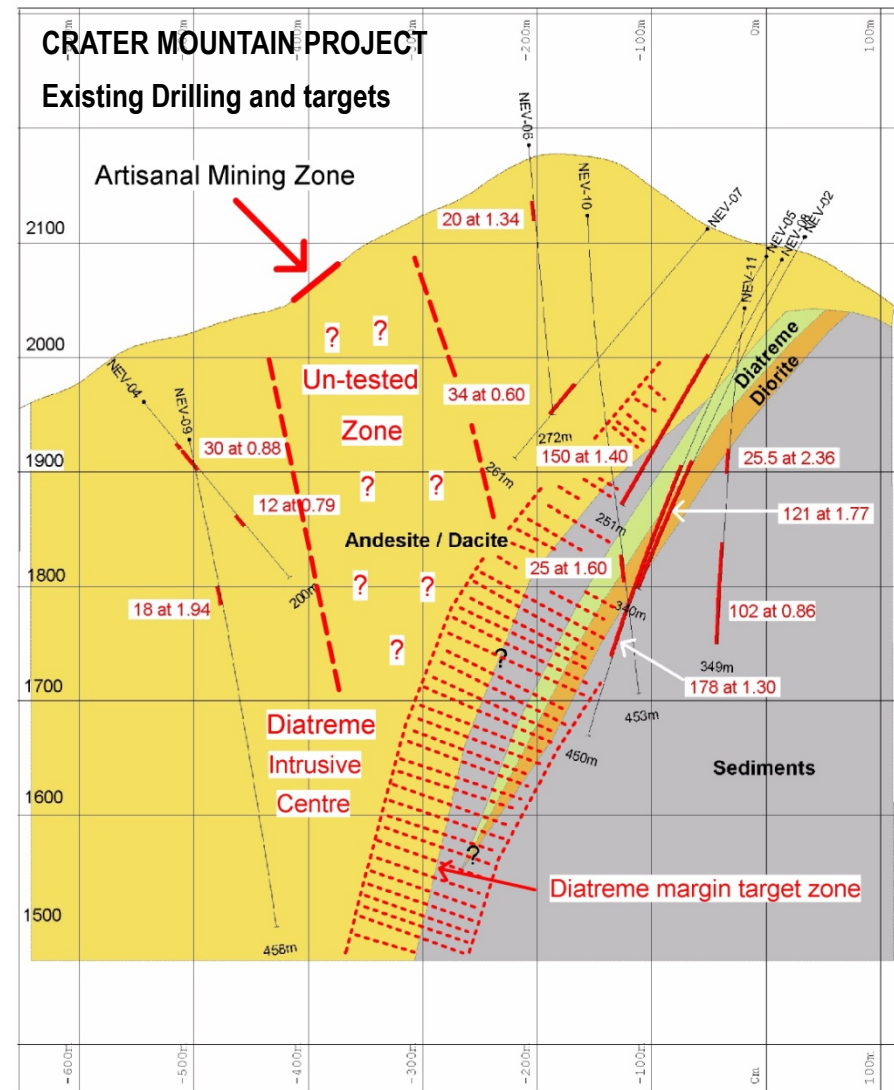 CRATER MOUNTAIN PROJECT
Existing Drilling and targets
-600m
-500m
-400m
-300m
-200m
-100m
0m
100m
Artisanal Mining Zone
NEV-06
NEV-10
NEV-07
NEV-05
NEV-08
NEV-02
NEV-11
20 at 1.34
2100
2000
1900
1800
1700
1600
1500
?
?
Un-tested
Zone
?
?
?
?
?
NEV-04
NEV-09
30 at 0.88
12 at 0.79
18 at 1.94
200m
458m
34 at 0.60
272m
261m
150 at 1.40
251m
Andesite / Dacite
25 at 1.60
340m
Diatreme
Diorite
25.5 at 2.36
121 at 1.77
102 at 0.86
349m
178 at 1.30
453m
450m
?
?
Diatreme
Intrusive
Centre
Sediments
Diatreme margin target zone
-600m
-500m
-400m
-300m
-200m
-100m
0m
100m